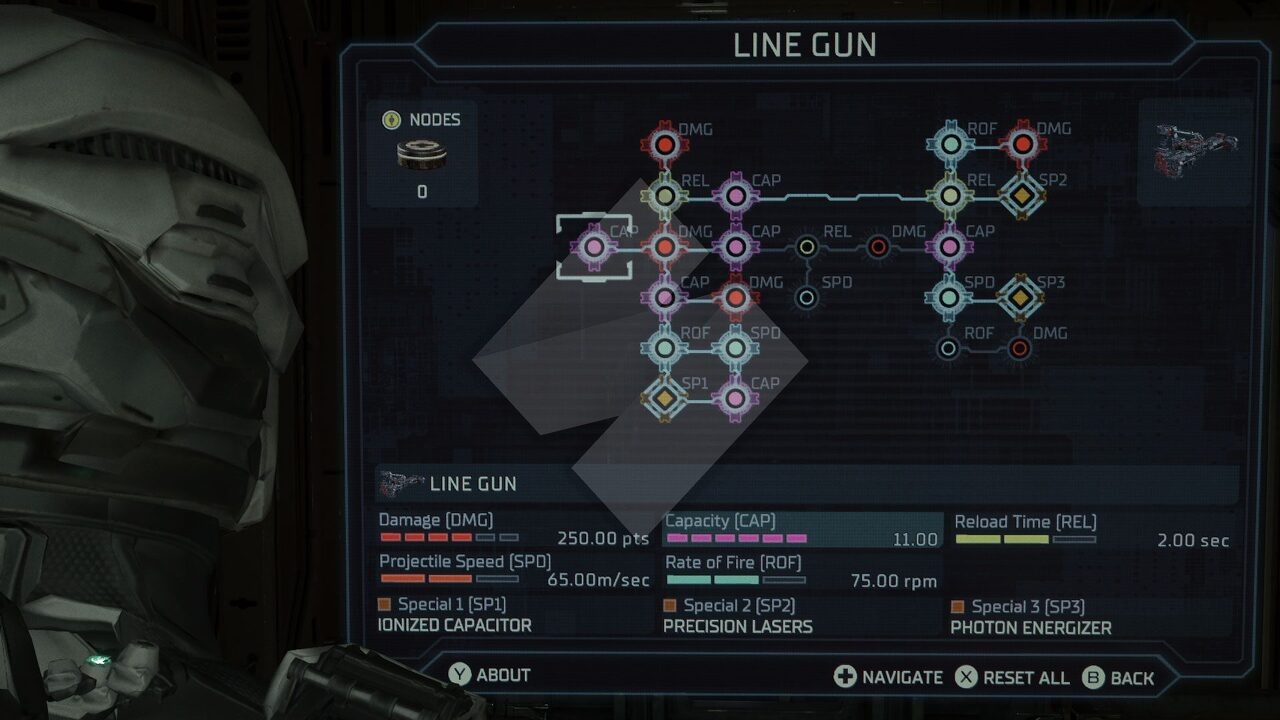 LINE GUN
NODES
0
DMG ROF DMG
REL CAP REL SP2
CAP DMG CAP REL DMG CAP
CAP DMG SPD SPD SP3
ROF SPD ROF DMG
SP1 CAP
LINE GUN
Damage (DMG) 250.00 pts
Capacity (CAP) 11.00
Reload Time (REL) 2.00 sec
Projectile Speed (SPD) 65.00m/sec
Rate of Fire (ROF) 75.00 rpm
Special 1 (SP1)
IONIZED CAPACITOR
Special 2 (SP2)
PRECISION LASERS
Special 3 (SP3)
PHOTON ENERGIZER
Y ABOUT
NAVIGATE X RESET ALL B BACK